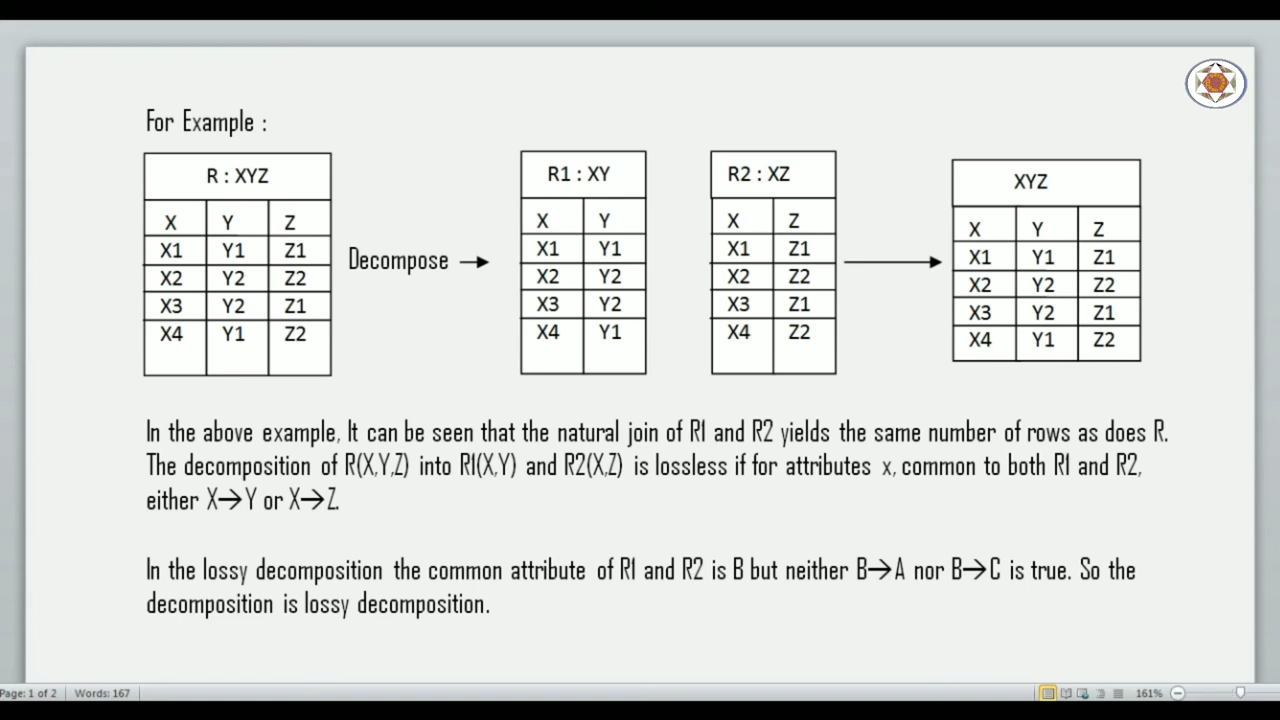 For Example :
R : XYZ
X Y Z
X1 Y1 Z1
X2 Y2 Z2
X3 Y2 Z1
X4 Y1 Z2
Decompose →
R1 : XY
X Y
X1 Y1
X2 Y2
X3 Y2
X4 Y1
R2 : XZ
X Z
X1 Z1
X2 Z2
X3 Z1
X4 Z2
XYZ
X Y Z
X1 Y1 Z1
X2 Y2 Z2
X3 Y2 Z1
X4 Y1 Z2
In the above example, It can be seen that the natural join of R1 and R2 yields the same number of rows as does R.
The decomposition of R(X,Y,Z) into R1(X,Y) and R2(X,Z) is lossless if for attributes x, common to both R1 and R2,
either X→Y or X→Z.
In the lossy decomposition the common attribute of R1 and R2 is B but neither B→A nor B→C is true. So the
decomposition is lossy decomposition.
Page: 1 of 2 Words: 167 161%